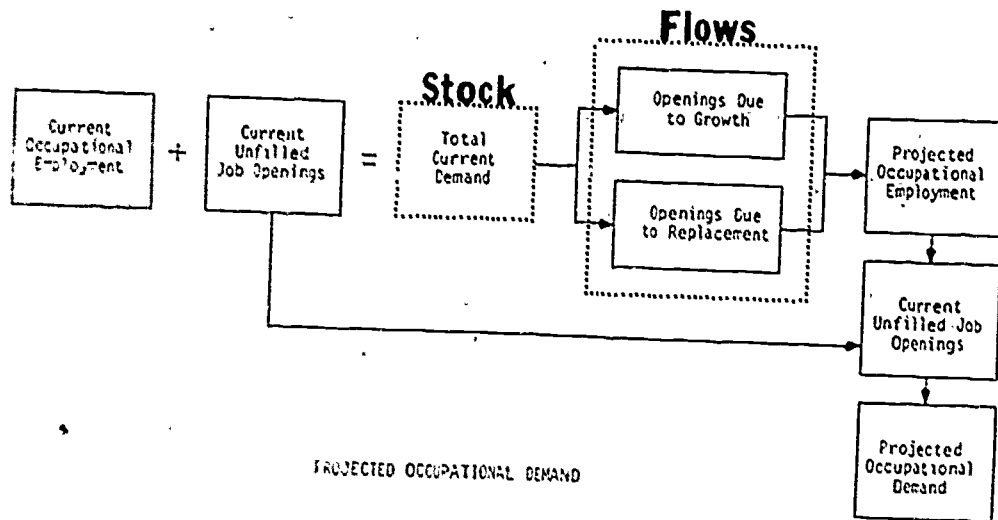 Flows
Stock
Current
Occupational
Employment
+
Current
Unfilled
Job Openings
=
Total
Current
Demand
Openings Due
to Growth
Openings Due
to Replacement
Projected
Occupational
Employment
Current
Unfilled Job
Openings
Projected
Occupational
Demand
PROJECTED OCCUPATIONAL DEMAND